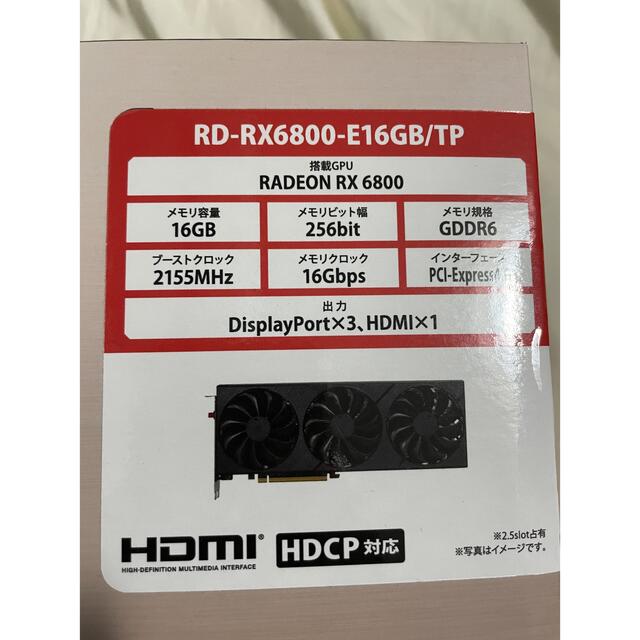 RD-RX6800-E16GB/TP
搭載GPU
RADEON RX 6800
メモリ容量
16GB
メモリビット幅
256bit
メモリ規格
GDDR6
ブーストクロック
2155MHz
メモリクロック
16Gbps
インターフェース
PCI-Express
出力
DisplayPort×3、HDMI×1
HDMI®
HIGH-DEFINITION MULTIMEDIA INTERFACE
HDCP 対応
※2.5slot占有
※写真はイメージです。